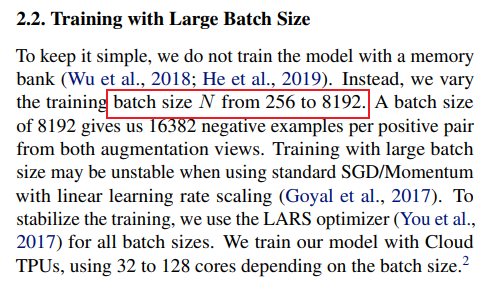 2.2. Training with Large Batch Size
To keep it simple, we do not train the model with a memory
bank (Wu et al., 2018; He et al., 2019). Instead, we vary
the training batch size N from 256 to 8192. A batch size
of 8192 gives us 16382 negative examples per positive pair
from both augmentation views. Training with large batch
size may be unstable when using standard SGD/Momentum
with linear learning rate scaling (Goyal et al., 2017). To
stabilize the training, we use the LARS optimizer (You et al.,
2017) for all batch sizes. We train our model with Cloud
TPUs, using 32 to 128 cores depending on the batch size.2